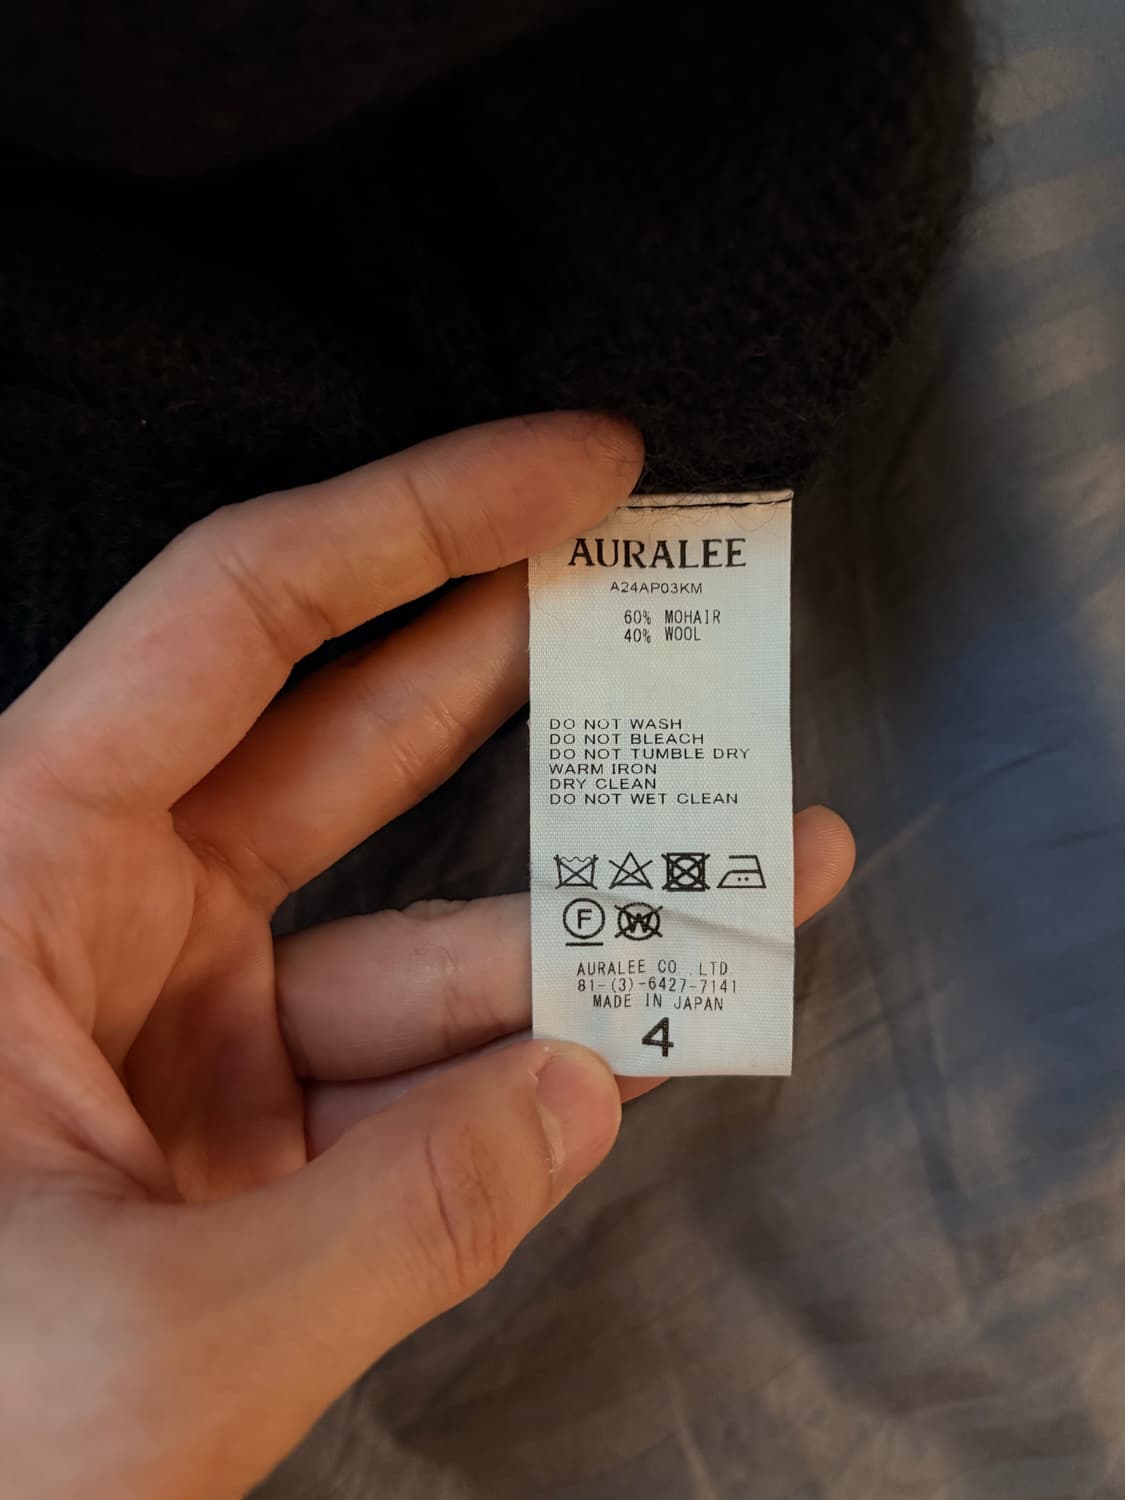 AURALEE
A24AP03KM
60% MOHAIR
40% WOOL
DO NOT WASH
DO NOT BLEACH
DO NOT TUMBLE DRY
WARM IRON
DRY CLEAN
DO NOT WET CLEAN
F W
AURALEE CO .LTD
81-(3)-6427-7141
MADE IN JAPAN
4